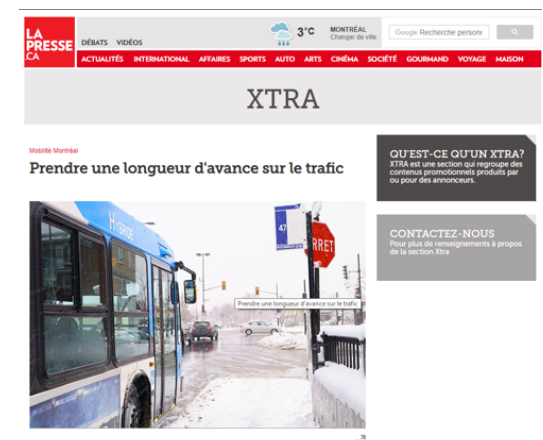 LA
PRESSE
.CA
DÉBATS VIDÉOS
3°C
MONTRÉAL
Changer de ville
Google Recherche personn
ACTUALITÉS INTERNATIONAL AFFAIRES SPORTS AUTO ARTS CINÉMA SOCIÉTÉ GOURMAND VOYAGE MAISON
XTRA
Mobilité Montréal
Prendre une longueur d'avance sur le trafic
QU'EST-CE QU'UN XTRA?
XTRA est une section qui regroupe des
contenus promotionnels produits par
ou pour des annonceurs.
CONTACTEZ-NOUS
Pour plus de renseignements à propos
de la section Xtra
HYBRIDE
47
ARRET
Prendre une longueur d'avance sur le trafic